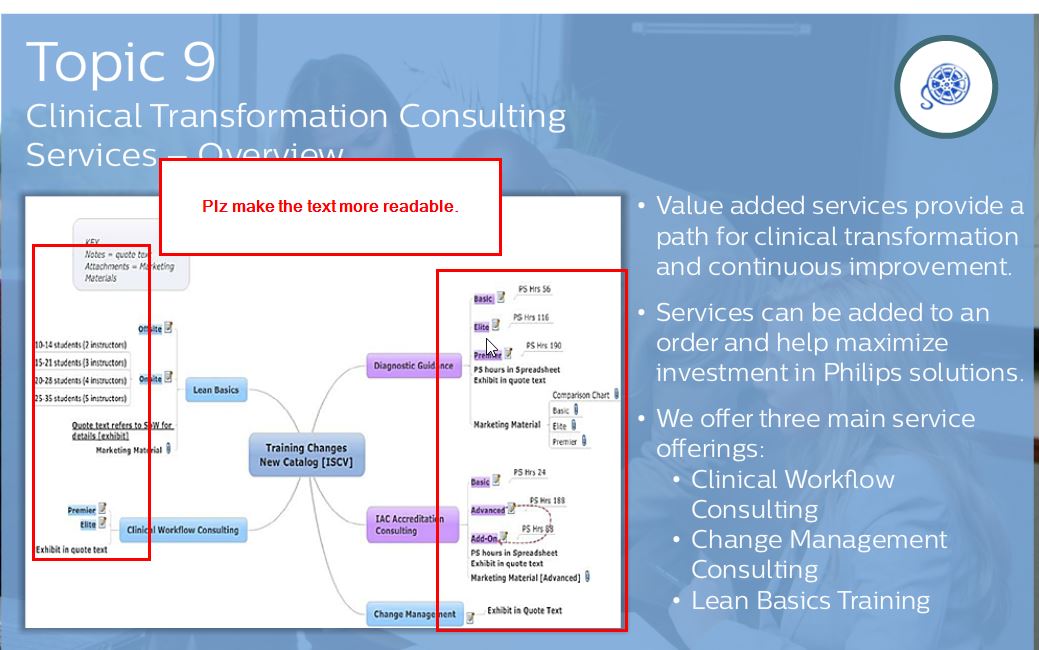 Topic 9
Clinical Transformation Consulting
Services – Overview
Plz make the text more readable.
KEY
Notes = quote text
Attachments = Marketing
Materials
Offsite
10-14 students (2 instructors)
15-21 students (3 instructors)
20-28 students (4 instructors)
25-35 students (5 instructors)
Onsite
Lean Basics
Quote text refers to SoW for
details [exhibit]
Marketing Material
Premier
Elite
Clinical Workflow Consulting
Exhibit in quote text
Training Changes
New Catalog [ISCV]
Diagnostic Guidance
Basic
PS Hrs 56
Elite
PS Hrs 116
Premier
PS Hrs 190
PS hours in Spreadsheet
Exhibit in quote text
Marketing Material
Comparison Chart
Basic
Elite
Premier
IAC Accreditation
Consulting
Basic
PS Hrs 24
Advanced
PS Hrs 188
Add-On
PS Hrs 88
PS hours in Spreadsheet
Exhibit in quote text
Marketing Material [Advanced]
Change Management
Exhibit in Quote Text
• Value added services provide a
path for clinical transformation
and continuous improvement.
• Services can be added to an
order and help maximize
investment in Philips solutions.
• We offer three main service
offerings:
• Clinical Workflow
Consulting
• Change Management
Consulting
• Lean Basics Training